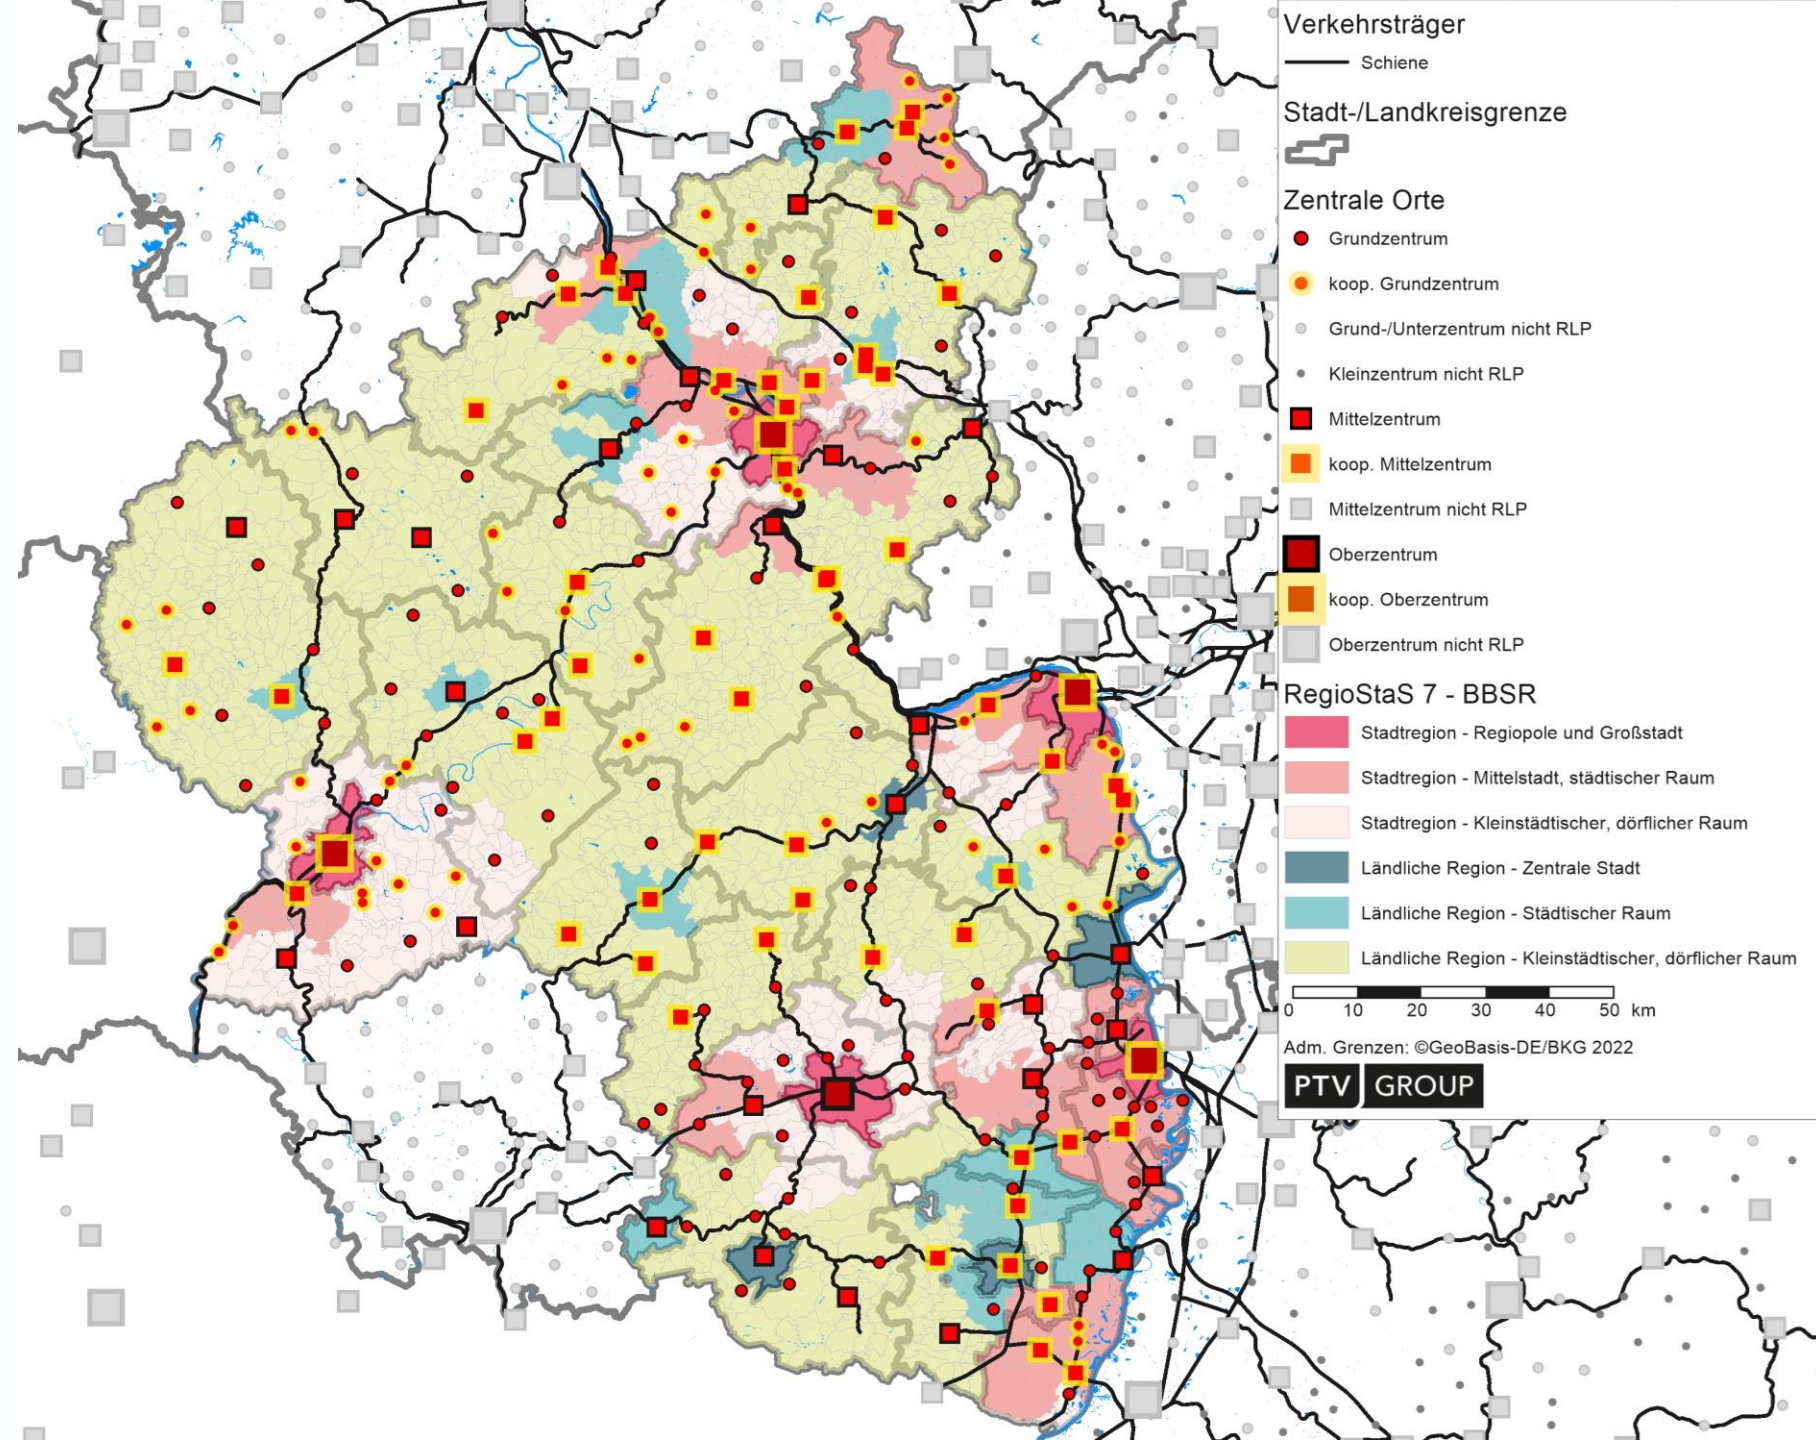 Verkehrsträger
Schiene
Stadt-/Landkreisgrenze
Zentrale Orte
Grundzentrum
koop. Grundzentrum
Grund-/Unterzentrum nicht RLP
Kleinzentrum nicht RLP
Mittelzentrum
koop. Mittelzentrum
Mittelzentrum nicht RLP
Oberzentrum
koop. Oberzentrum
Oberzentrum nicht RLP
RegioStaS 7 - BBSR
Stadtregion - Regiopole und Großstadt
Stadtregion - Mittelstadt, städtischer Raum
Stadtregion - Kleinstädtischer, dörflicher Raum
Ländliche Region - Zentrale Stadt
Ländliche Region - Städtischer Raum
Ländliche Region - Kleinstädtischer, dörflicher Raum
0 10 20 30 40 50 km
Adm. Grenzen: ©GeoBasis-DE/BKG 2022
PTV GROUP